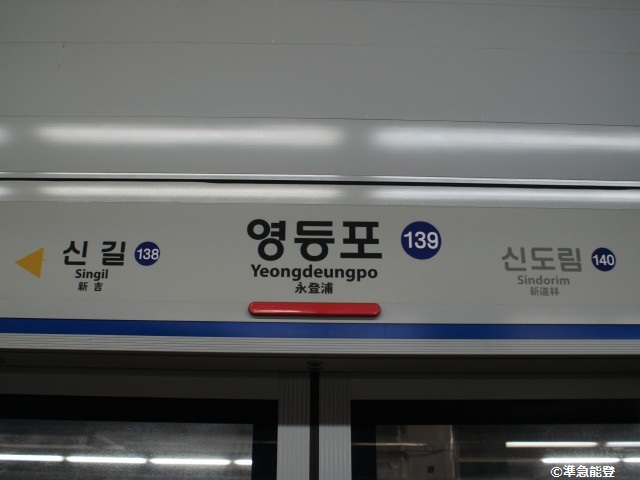 신길 138
Singil
新吉
영등포 139
Yeongdeungpo
永登浦
신도림 140
Sindorim
新道林
©準急能登